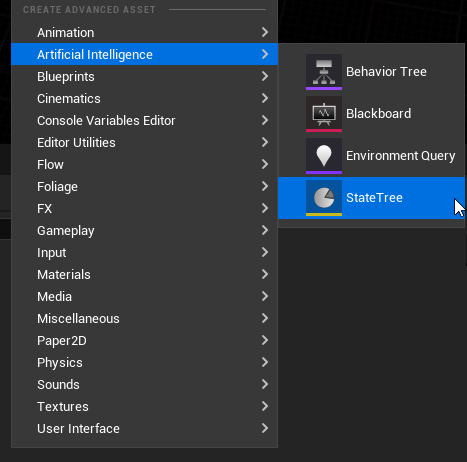 CREATE ADVANCED ASSET
Animation
Artificial Intelligence
Blueprints
Cinematics
Console Variables Editor
Editor Utilities
Flow
Foliage
FX
Gameplay
Input
Materials
Media
Miscellaneous
Paper2D
Physics
Sounds
Textures
User Interface
Behavior Tree
Blackboard
Environment Query
StateTree